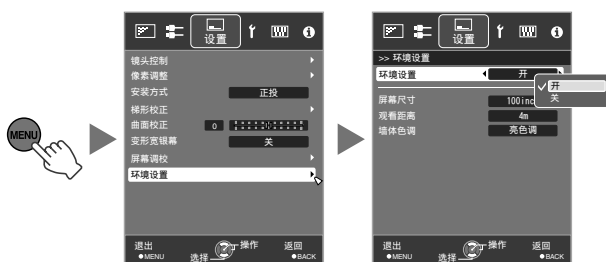 MENU
设置
镜头控制
像素调整
安装方式 正投
梯形校正
曲面校正 0
变形宽银幕 关
屏幕调校
环境设置
退出 操作 返回
MENU 选择 BACK
设置
>> 环境设置
环境设置 开
开
关
屏幕尺寸 100inc
观看距离 4m
墙体色调 亮色调
退出 操作 返回
MENU 选择 BACK